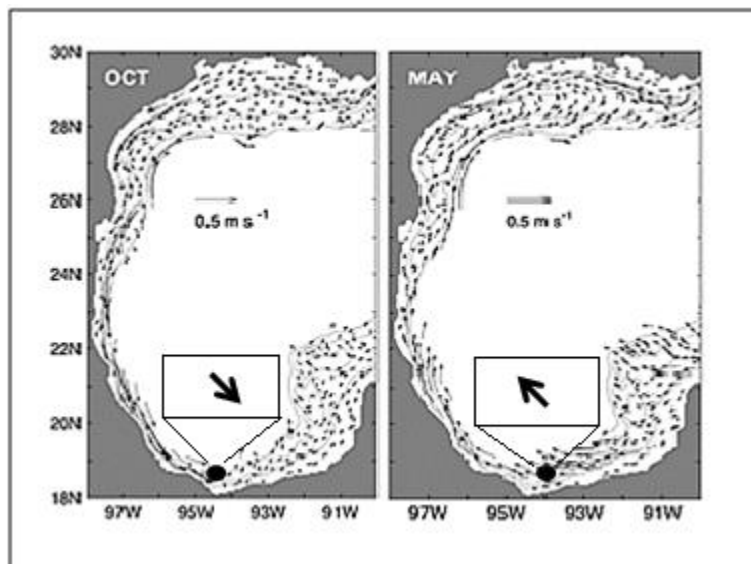 OCT
MAY
30N
28N
26N
24N
22N
20N
18N
0.5 m s⁻¹
0.5 m s⁻¹
97W 95W 93W 91W
97W 95W 93W 91W